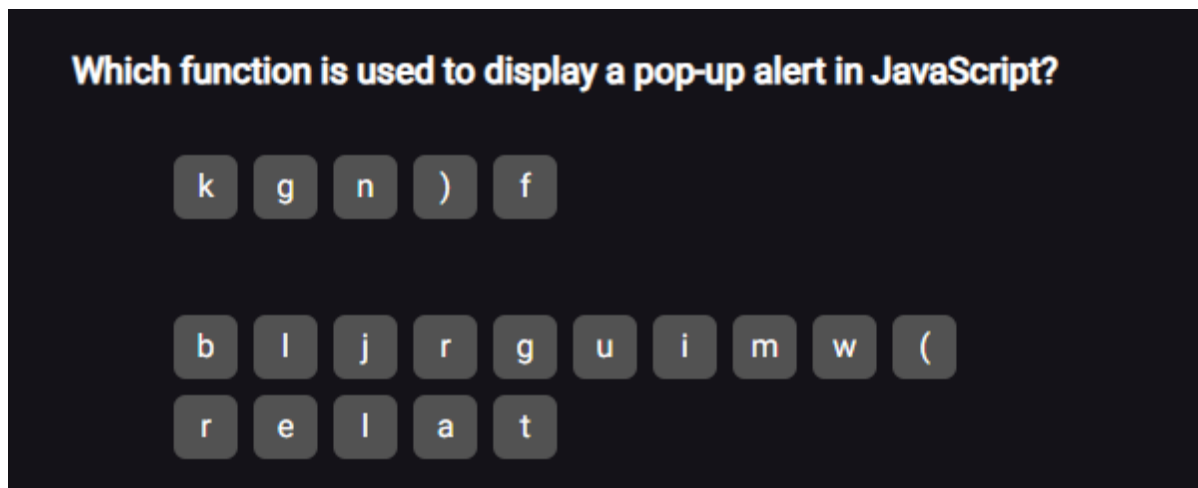 Which function is used to display a pop-up alert in JavaScript?
k g n ) f
b l j r g u i m w (
r e l a t